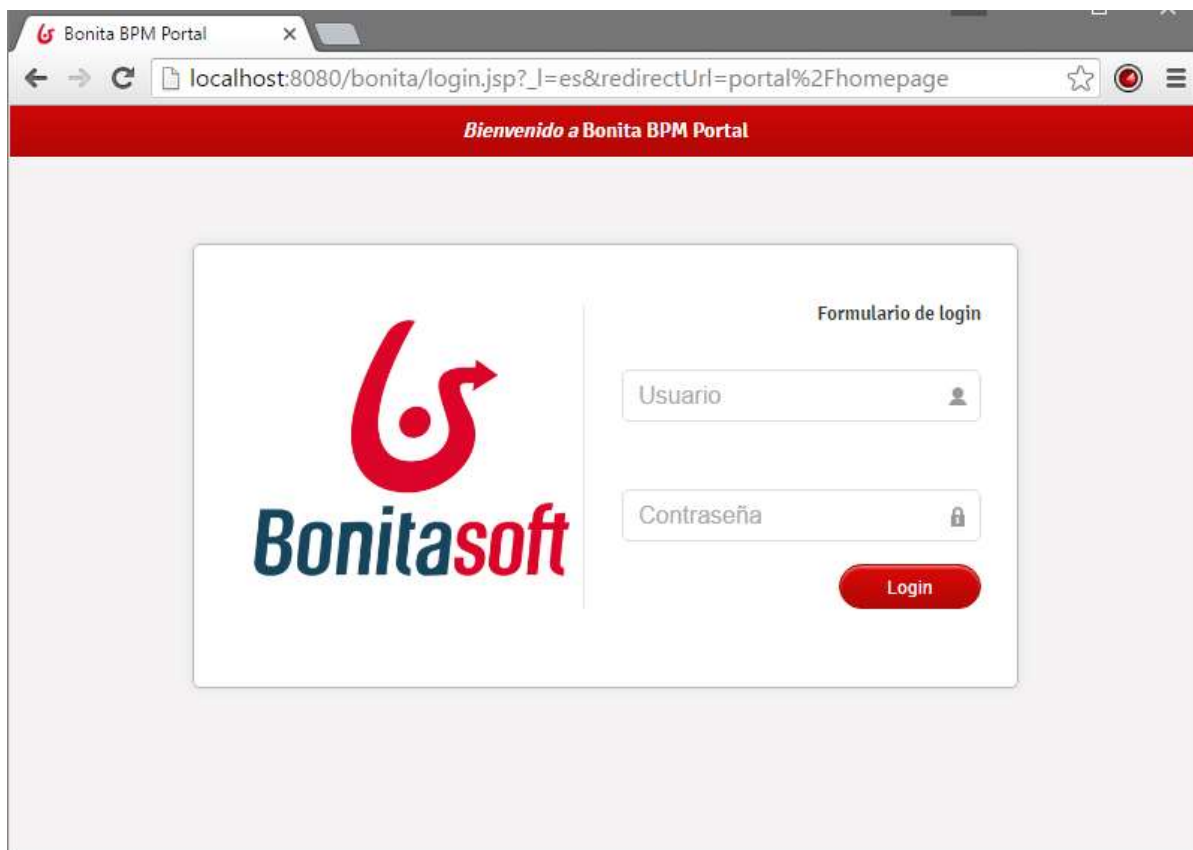 Bonita BPM Portal
localhost:8080/bonita/login.jsp?_l=es&redirectUrl=portal%2Fhomepage
Bienvenido a Bonita BPM Portal
Formulario de login
Usuario
Contraseña
Login
Bonitasoft